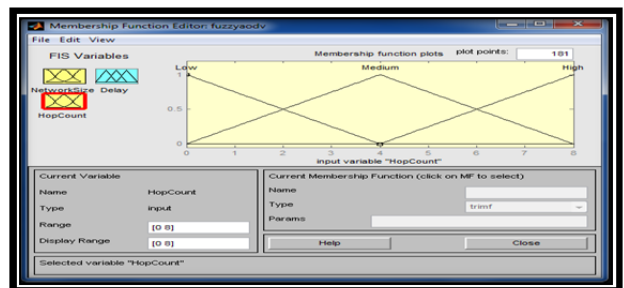 Membership Function Editor: fuzzyaodv
File Edit View
FIS Variables
Membership function plots plot points: 181
Low Medium High
1
NetworkSize Delay
0.5
HopCount
0
0 1 2 3 4 5 6 7 8
input variable "HopCount"
Current Variable
Current Membership Function (click on MF to select)
Name HopCount
Name
Type input
Type trimf
Range [0 8]
Params
Display Range [0 8]
Help Close
Selected variable "HopCount"